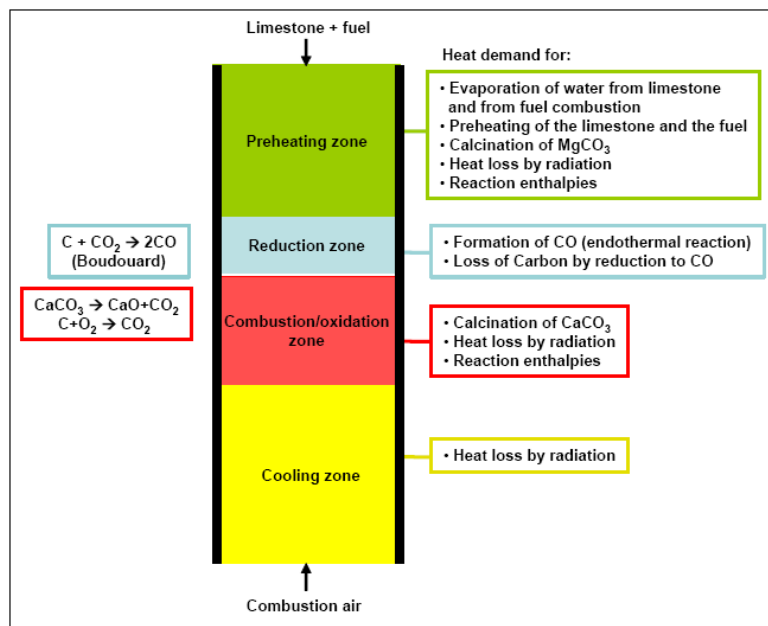 Limestone + fuel
Heat demand for:
• Evaporation of water from limestone
and from fuel combustion
• Preheating of the limestone and the fuel
• Calcination of MgCO₃
• Heat loss by radiation
• Reaction enthalpies
Preheating zone
C + CO₂ → 2CO
(Boudouard)
Reduction zone
• Formation of CO (endothermal reaction)
• Loss of Carbon by reduction to CO
CaCO₃ → CaO+CO₂
C+O₂ → CO₂
Combustion/oxidation
zone
• Calcination of CaCO₃
• Heat loss by radiation
• Reaction enthalpies
Cooling zone
• Heat loss by radiation
Combustion air